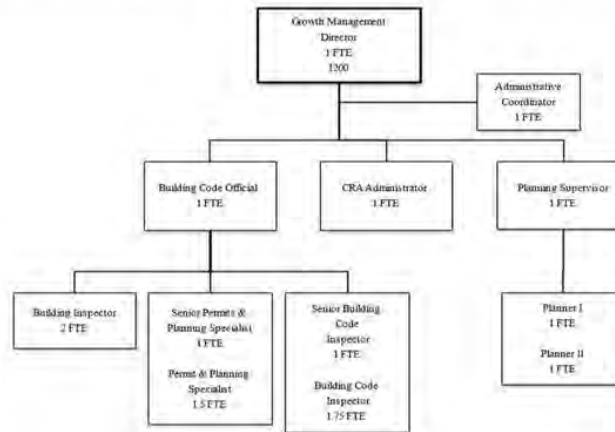 Growth Management
Director
1 FTE
1200
Administrative
Coordinator
1 FTE
Building Code Official
1 FTE
CRA Administrator
1 FTE
Planning Supervisor
1 FTE
Building Inspector
2 FTE
Senior Permits &
Planning Specialist
1 FTE
Permit & Planning
Specialist
1.5 FTE
Senior Building
Code
Inspector
1 FTE
Building Code
Inspector
1.75 FTE
Planner I
1 FTE
Planner II
1 FTE